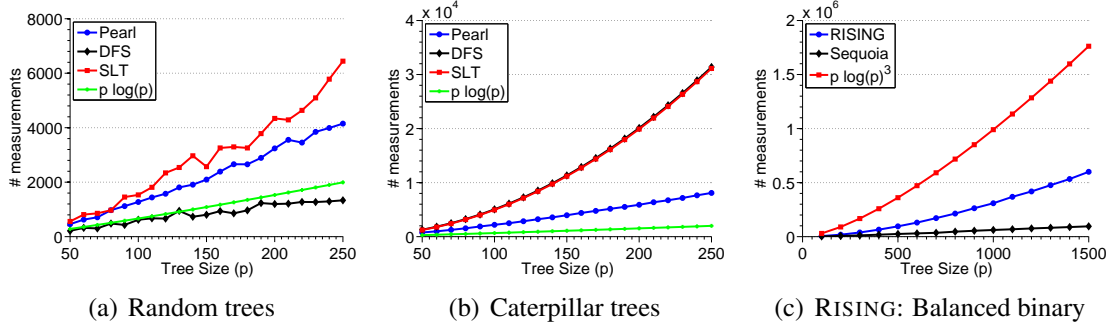 8000
6000
4000
2000
0
50
100
150
200
250
# measurements
Tree Size (p)
Pearl
DFS
SLT
p log(p)
(a) Random trees
x 10^4
4
3
2
1
0
50
100
150
200
250
# measurements
Tree Size (p)
Pearl
DFS
SLT
p log(p)
(b) Caterpillar trees
x 10^6
2
1.5
1
0.5
0
0
500
1000
1500
# measurements
Tree Size (p)
RISING
Sequoia
p log(p)^3
(c) RISING: Balanced binary